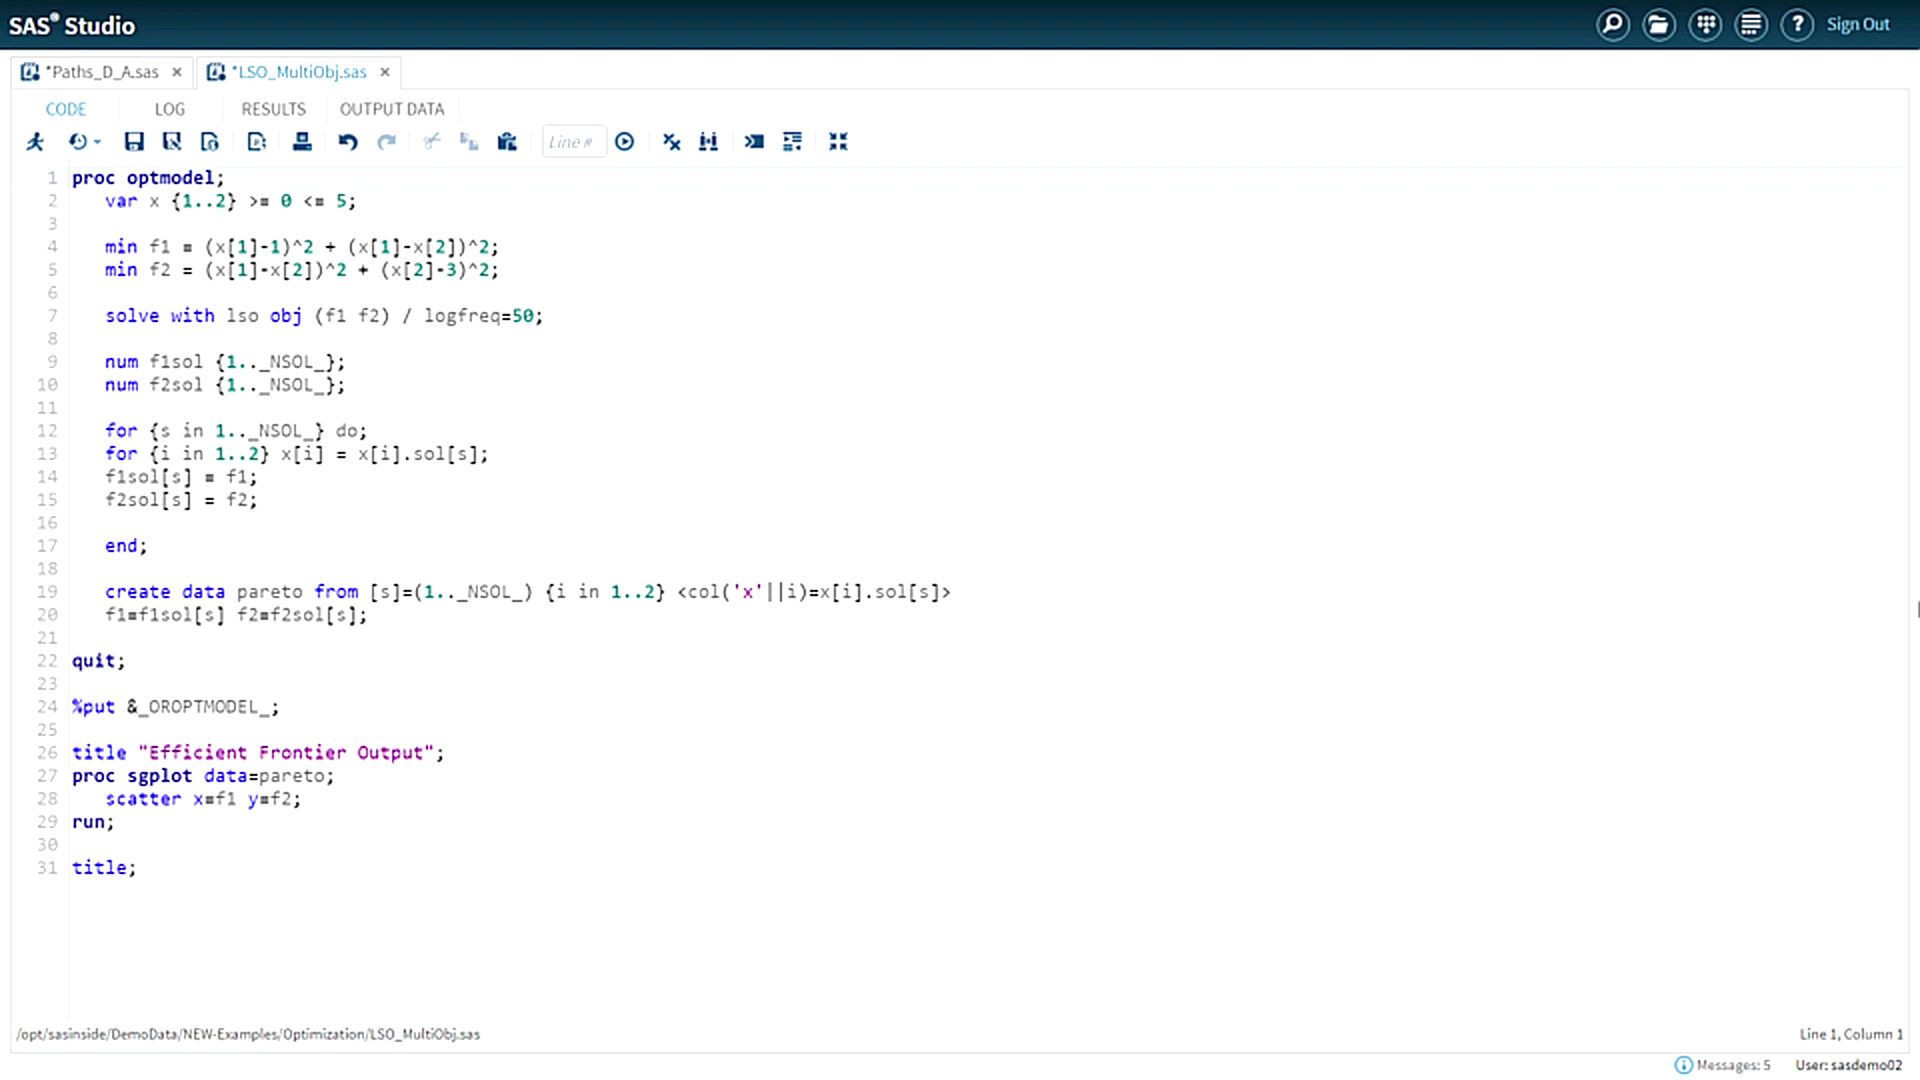 SAS® Studio
Sign Out
*Paths_D_A.sas ×
*LSO_MultiObj.sas ×
CODE LOG RESULTS OUTPUT DATA
Line #
1 proc optmodel;
2 var x {1..2} >= 0 <= 5;
3
4 min f1 = (x[1]-1)^2 + (x[1]-x[2])^2;
5 min f2 = (x[1]-x[2])^2 + (x[2]-3)^2;
6
7 solve with lso obj (f1 f2) / logfreq=50;
8
9 num f1sol {1.._NSOL_};
10 num f2sol {1.._NSOL_};
11
12 for {s in 1.._NSOL_} do;
13 for {i in 1..2} x[i] = x[i].sol[s];
14 f1sol[s] = f1;
15 f2sol[s] = f2;
16
17 end;
18
19 create data pareto from [s]=(1.._NSOL_) {i in 1..2} <col('x'||i)=x[i].sol[s]>
20 f1=f1sol[s] f2=f2sol[s];
21
22 quit;
23
24 %put &_OROPTMODEL_;
25
26 title "Efficient Frontier Output";
27 proc sgplot data=pareto;
28 scatter x=f1 y=f2;
29 run;
30
31 title;
/opt/sasinside/DemoData/NEW-Examples/Optimization/LSO_MultiObj.sas
Line 1, Column 1
Messages: 5
User: sasdemo02